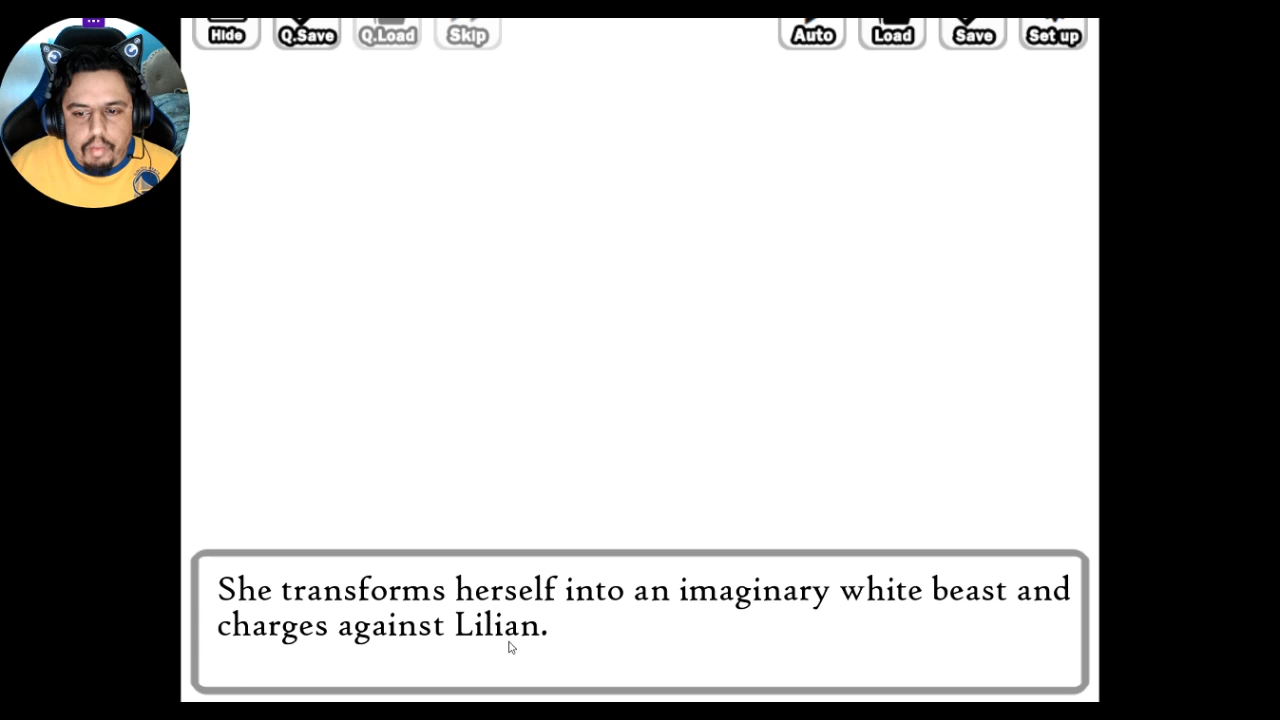 Hide Q.Save Q.Load Skip Auto Load Save Set up
She transforms herself into an imaginary white beast and
charges against Lilian.